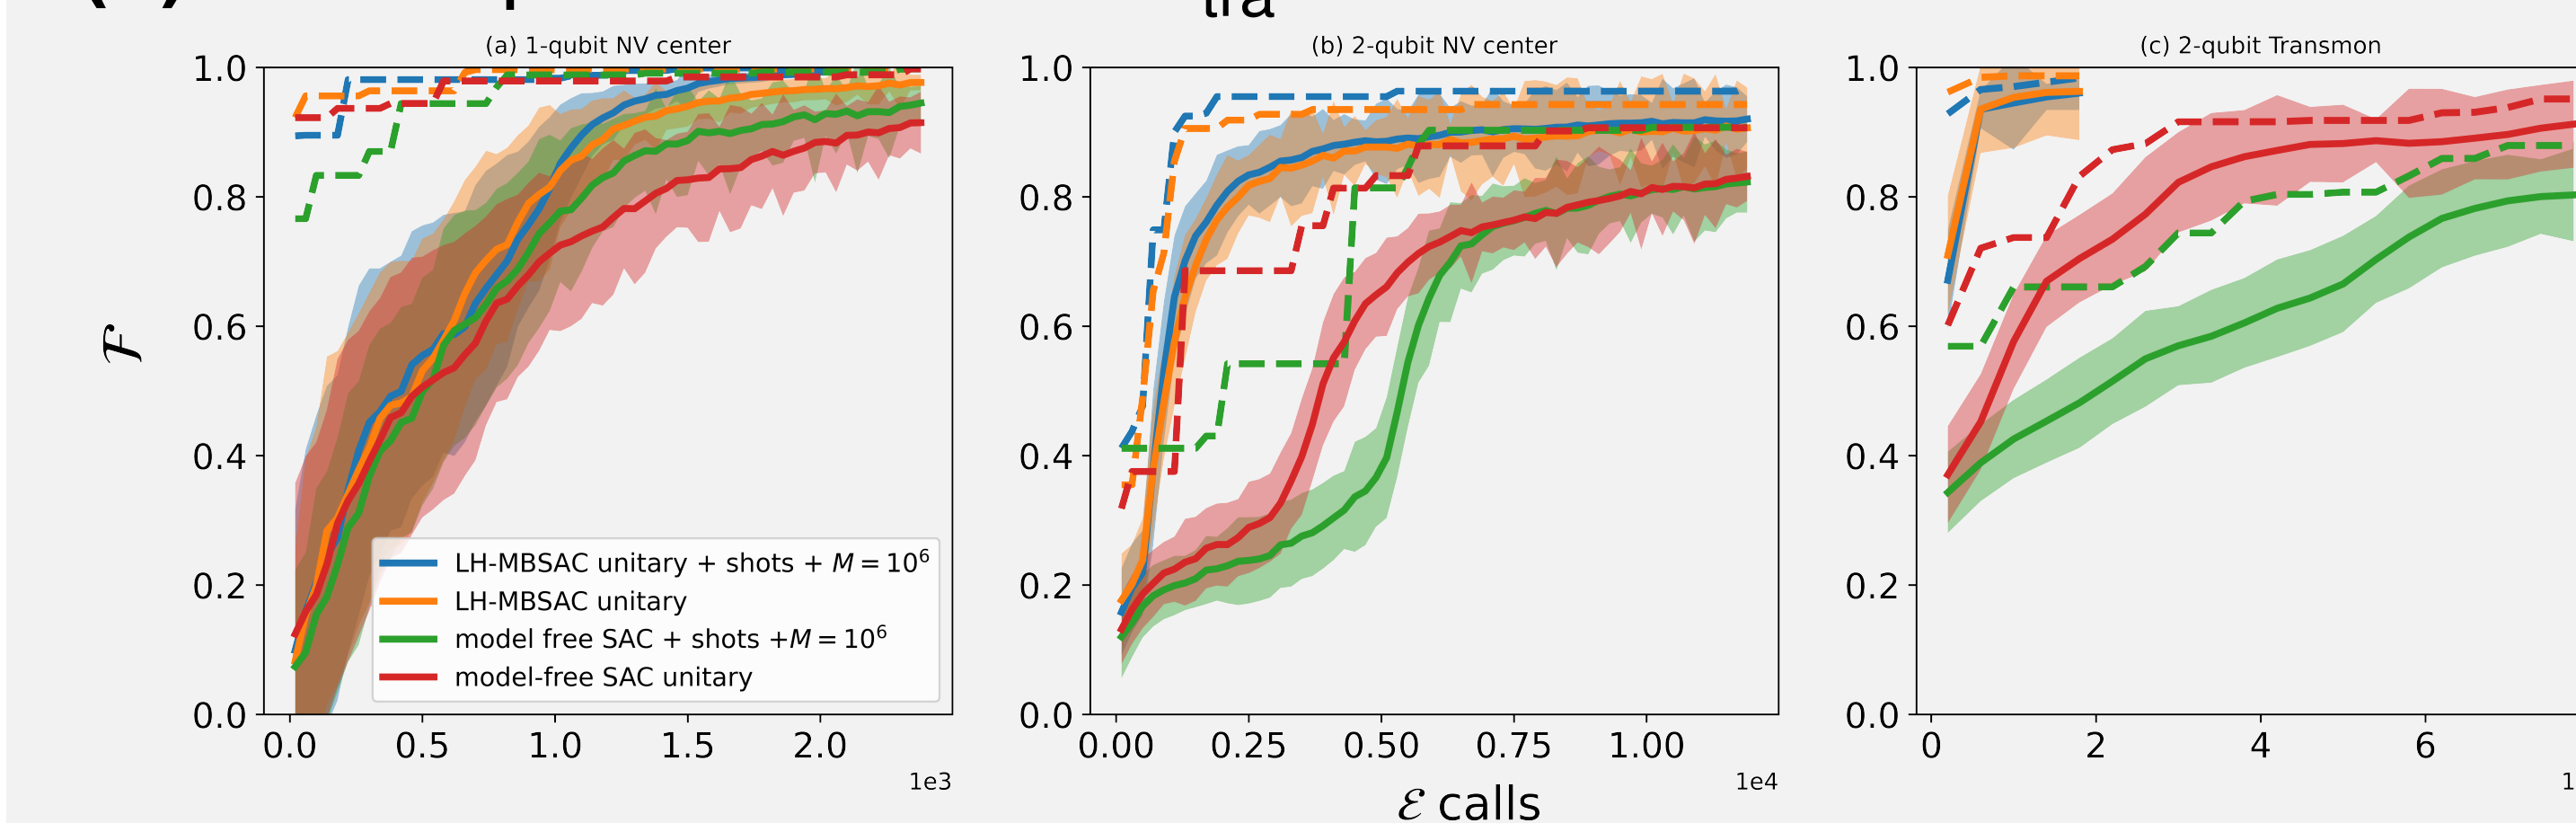 tra
(a) 1-qubit NV center
(b) 2-qubit NV center
(c) 2-qubit Transmon
1.0
0.8
0.6
0.4
0.2
0.0
ℱ
LH-MBSAC unitary + shots + M = 10⁶
LH-MBSAC unitary
model free SAC + shots +M = 10⁶
model-free SAC unitary
0.0 0.5 1.0 1.5 2.0
1e3
1.0
0.8
0.6
0.4
0.2
0.0
0.00 0.25 0.50 0.75 1.00
1e4
ℰ calls
1.0
0.8
0.6
0.4
0.2
0.0
0 2 4 6